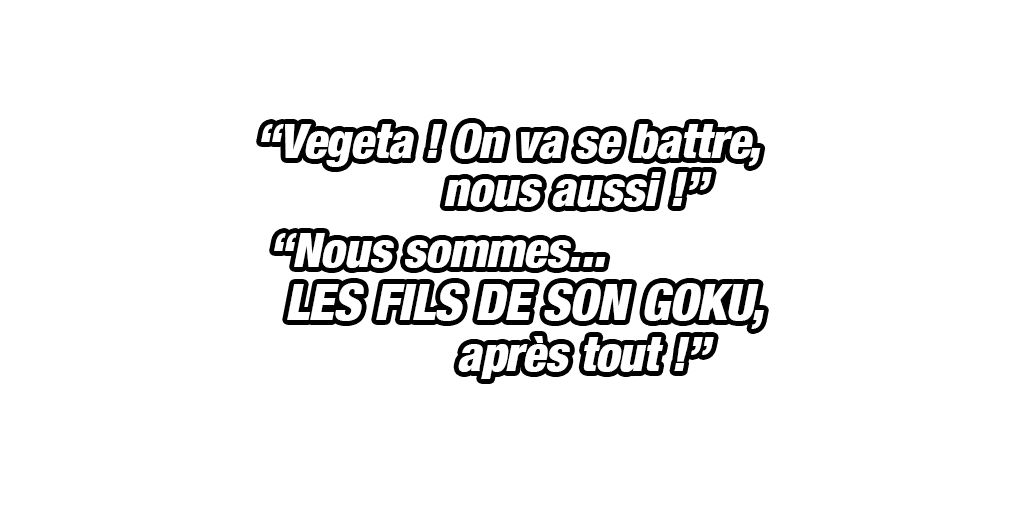 “Vegeta ! On va se battre,
nous aussi !”
“Nous sommes...
LES FILS DE SON GOKU,
après tout !”